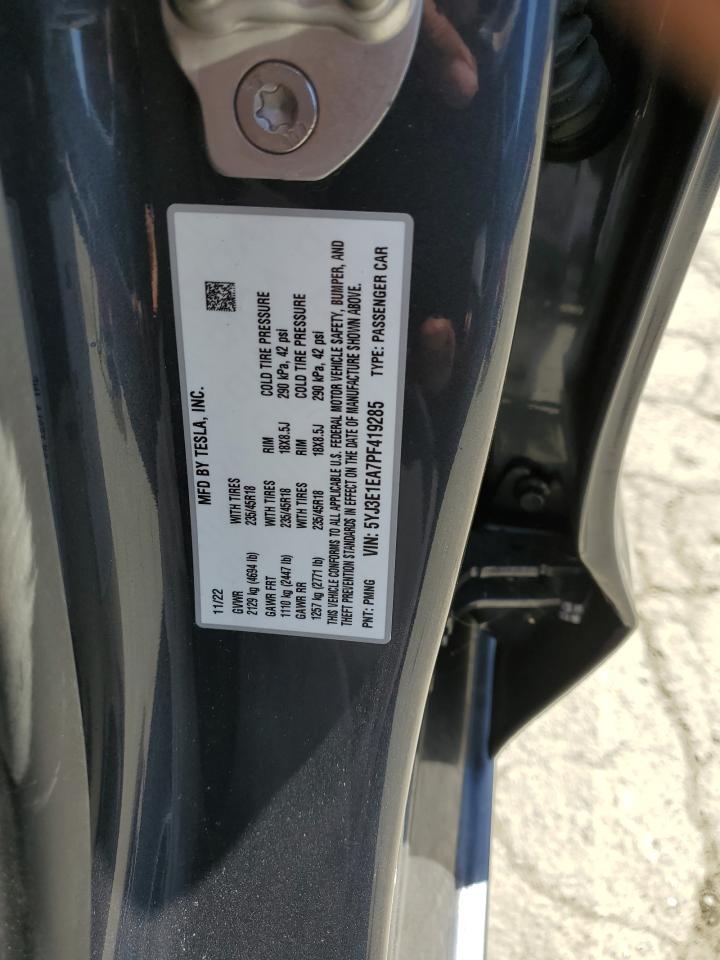 MFD BY TESLA, INC.
11/22
GVWR WITH TIRES COLD TIRE PRESSURE
2129 kg (4694 lb) 235/45R18
GAWR FRT WITH TIRES RIM COLD TIRE PRESSURE
1110 kg (2447 lb) 235/45R18 18X8.5J 290 kPa, 42 psi
GAWR RR WITH TIRES RIM COLD TIRE PRESSURE
1257 kg (2771 lb) 235/45R18 18X8.5J 290 kPa, 42 psi
THIS VEHICLE CONFORMS TO ALL APPLICABLE U.S. FEDERAL MOTOR VEHICLE SAFETY, BUMPER, AND
THEFT PREVENTION STANDARDS IN EFFECT ON THE DATE OF MANUFACTURE SHOWN ABOVE.
PNT: PMNG VIN: 5YJ3E1EA7PF419285 TYPE: PASSENGER CAR